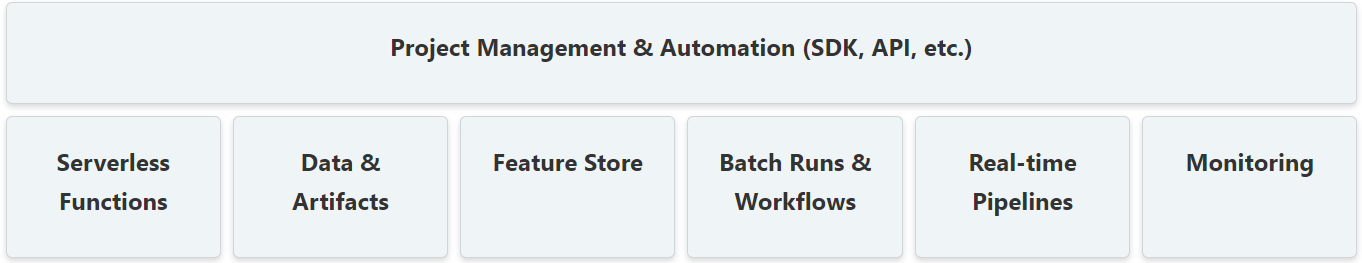 Project Management & Automation (SDK, API, etc.)
Serverless
Functions
Data &
Artifacts
Feature Store
Batch Runs &
Workflows
Real-time
Pipelines
Monitoring